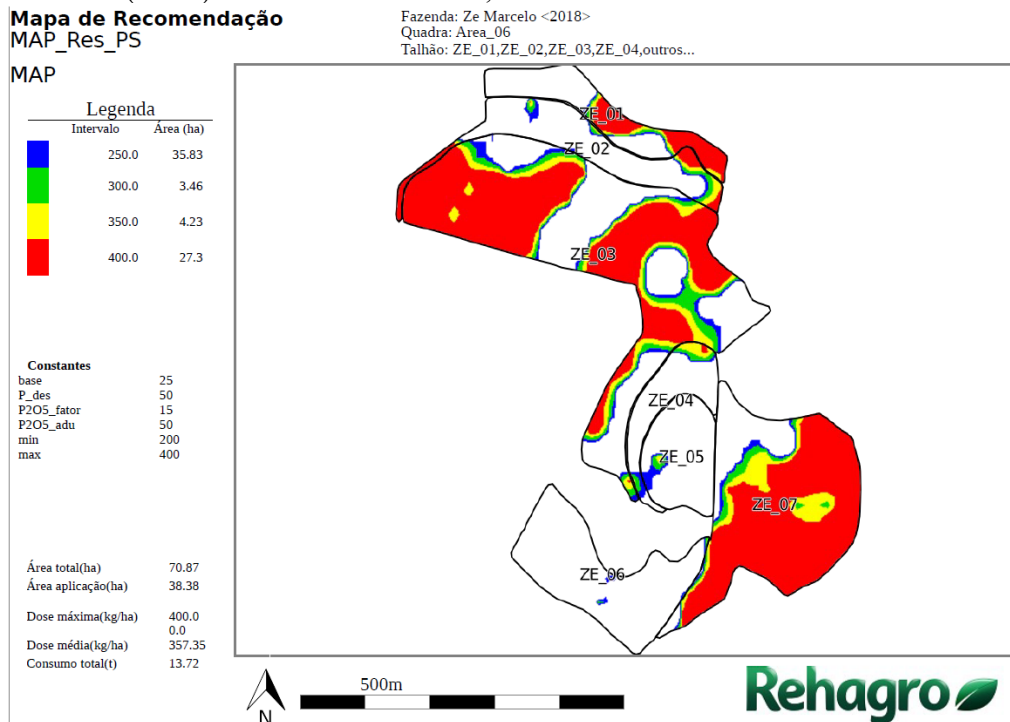 Mapa de Recomendação
MAP_Res_PS
MAP
Fazenda: Ze Marcelo <2018>
Quadra: Area_06
Talhão: ZE_01,ZE_02,ZE_03,ZE_04,outros...
Legenda
Intervalo Área (ha)
250.0 35.83
300.0 3.46
350.0 4.23
400.0 27.3
Constantes
base 25
P_des 50
P2O5_fator 15
P2O5_adu 50
min 200
max 400
Área total(ha) 70.87
Área aplicação(ha) 38.38
Dose máxima(kg/ha) 400.0
0.0
Dose média(kg/ha) 357.35
Consumo total(t) 13.72
ZE_01
ZE_02
ZE_03
ZE_04
ZE_05
ZE_07
ZE_06
N
500m
Rehagro